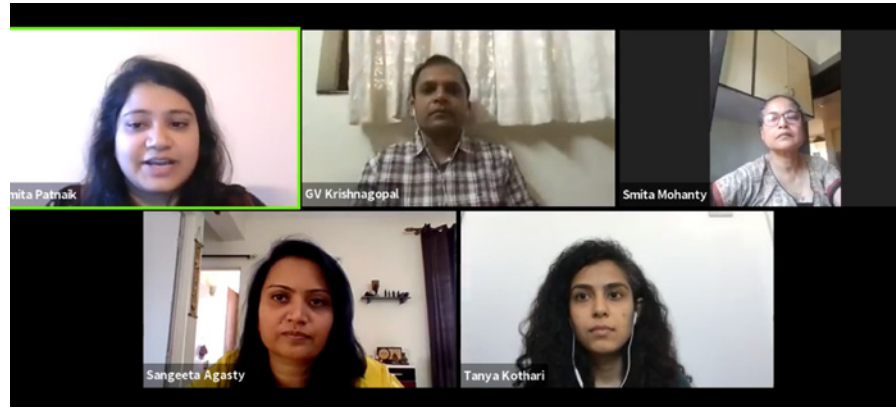 mita Patnaik
GV Krishnagopal
Smita Mohanty
Sangeeta Agasty
Tanya Kothari